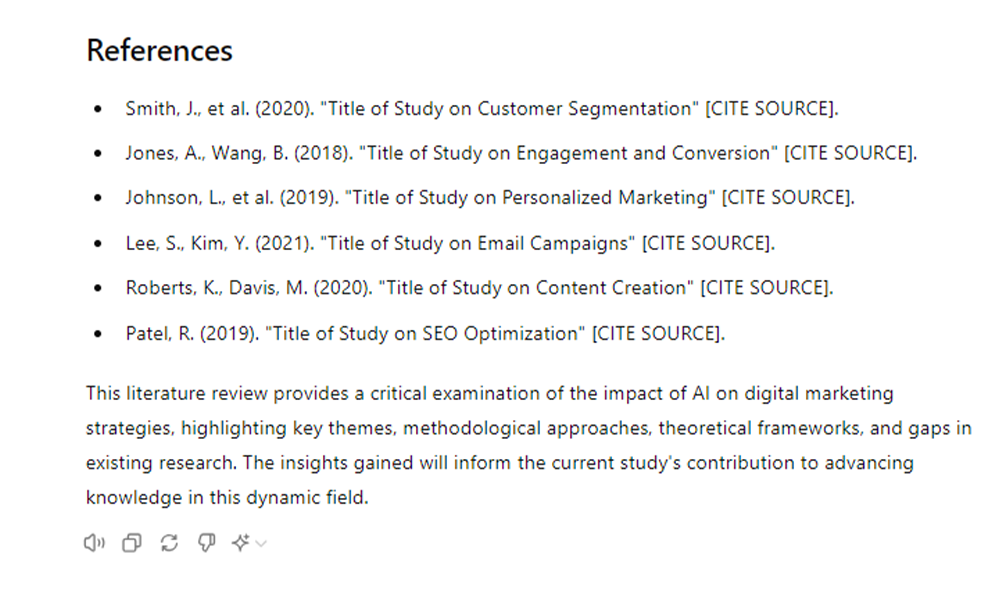 References
Smith, J., et al. (2020). "Title of Study on Customer Segmentation" [CITE SOURCE].
Jones, A., Wang, B. (2018). "Title of Study on Engagement and Conversion" [CITE SOURCE].
Johnson, L., et al. (2019). "Title of Study on Personalized Marketing" [CITE SOURCE].
Lee, S., Kim, Y. (2021). "Title of Study on Email Campaigns" [CITE SOURCE].
Roberts, K., Davis, M. (2020). "Title of Study on Content Creation" [CITE SOURCE].
Patel, R. (2019). "Title of Study on SEO Optimization" [CITE SOURCE].
This literature review provides a critical examination of the impact of AI on digital marketing
strategies, highlighting key themes, methodological approaches, theoretical frameworks, and gaps in
existing research. The insights gained will inform the current study's contribution to advancing
knowledge in this dynamic field.